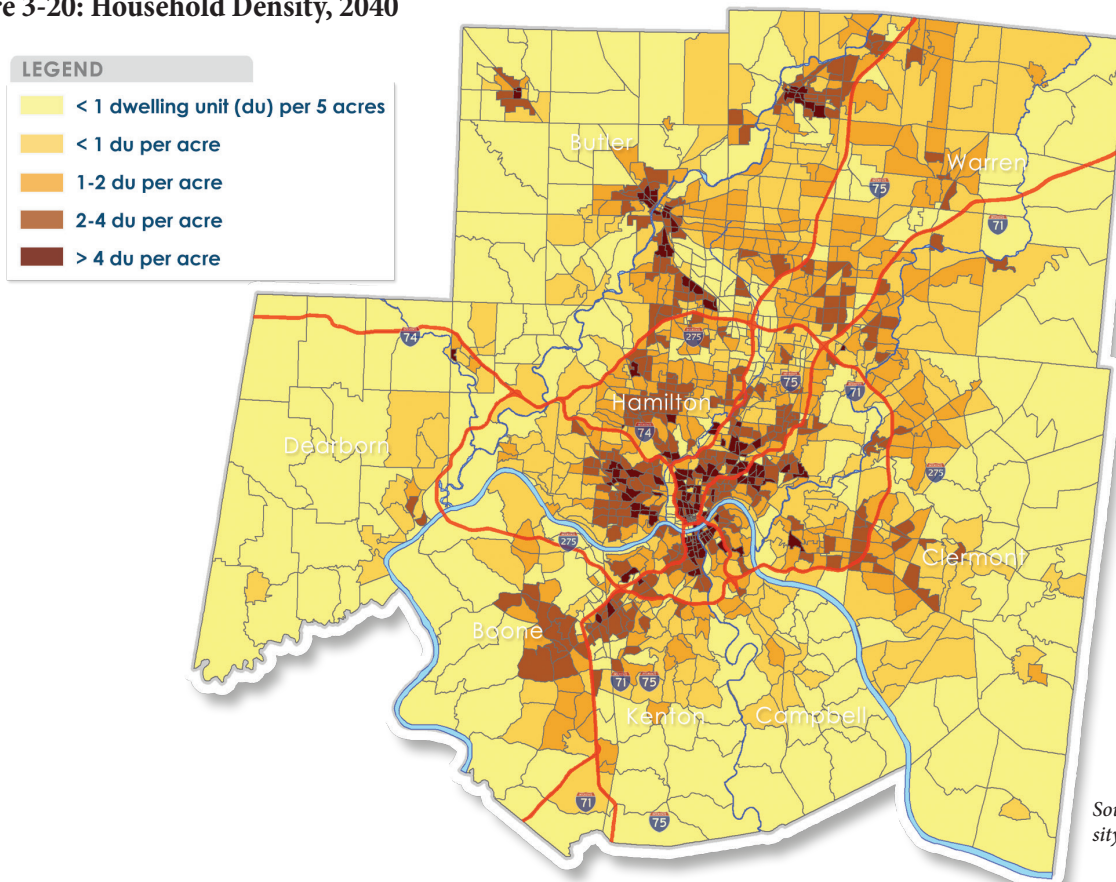 re 3-20: Household Density, 2040
LEGEND
< 1 dwelling unit (du) per 5 acres
< 1 du per acre
1-2 du per acre
2-4 du per acre
> 4 du per acre
Butler
Warren
75
71
74
275
75
71
Hamilton
74
Dearborn
275
275
Clermont
Boone
71
75
Kenton
Campbell
71
75
Sou
sity